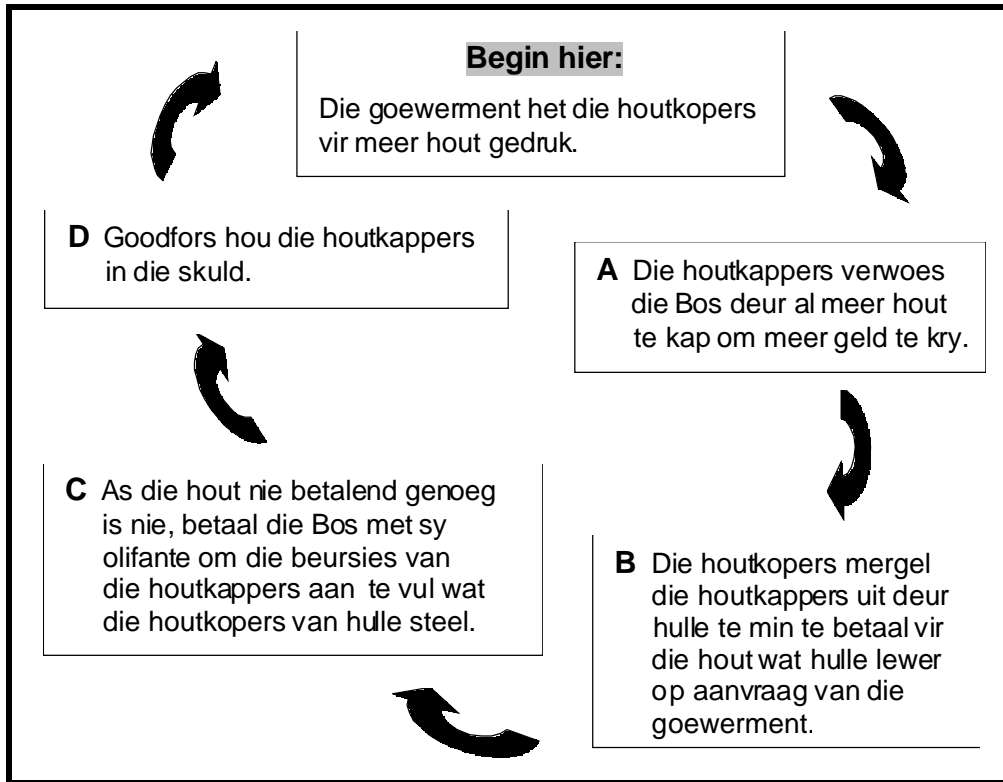 Begin hier:
Die goewerment het die houtkopers
vir meer hout gedruk.
A Die houtkappers verwoes
die Bos deur al meer hout
te kap om meer geld te kry.
B Die houtkopers mergel
die houtkappers uit deur
hulle te min te betaal vir
die hout wat hulle lewer
op aanvraag van die
goewerment.
C As die hout nie betalend genoeg
is nie, betaal die Bos met sy
olifante om die beursies van
die houtkappers aan te vul wat
die houtkopers van hulle steel.
D Goodfors hou die houtkappers
in die skuld.